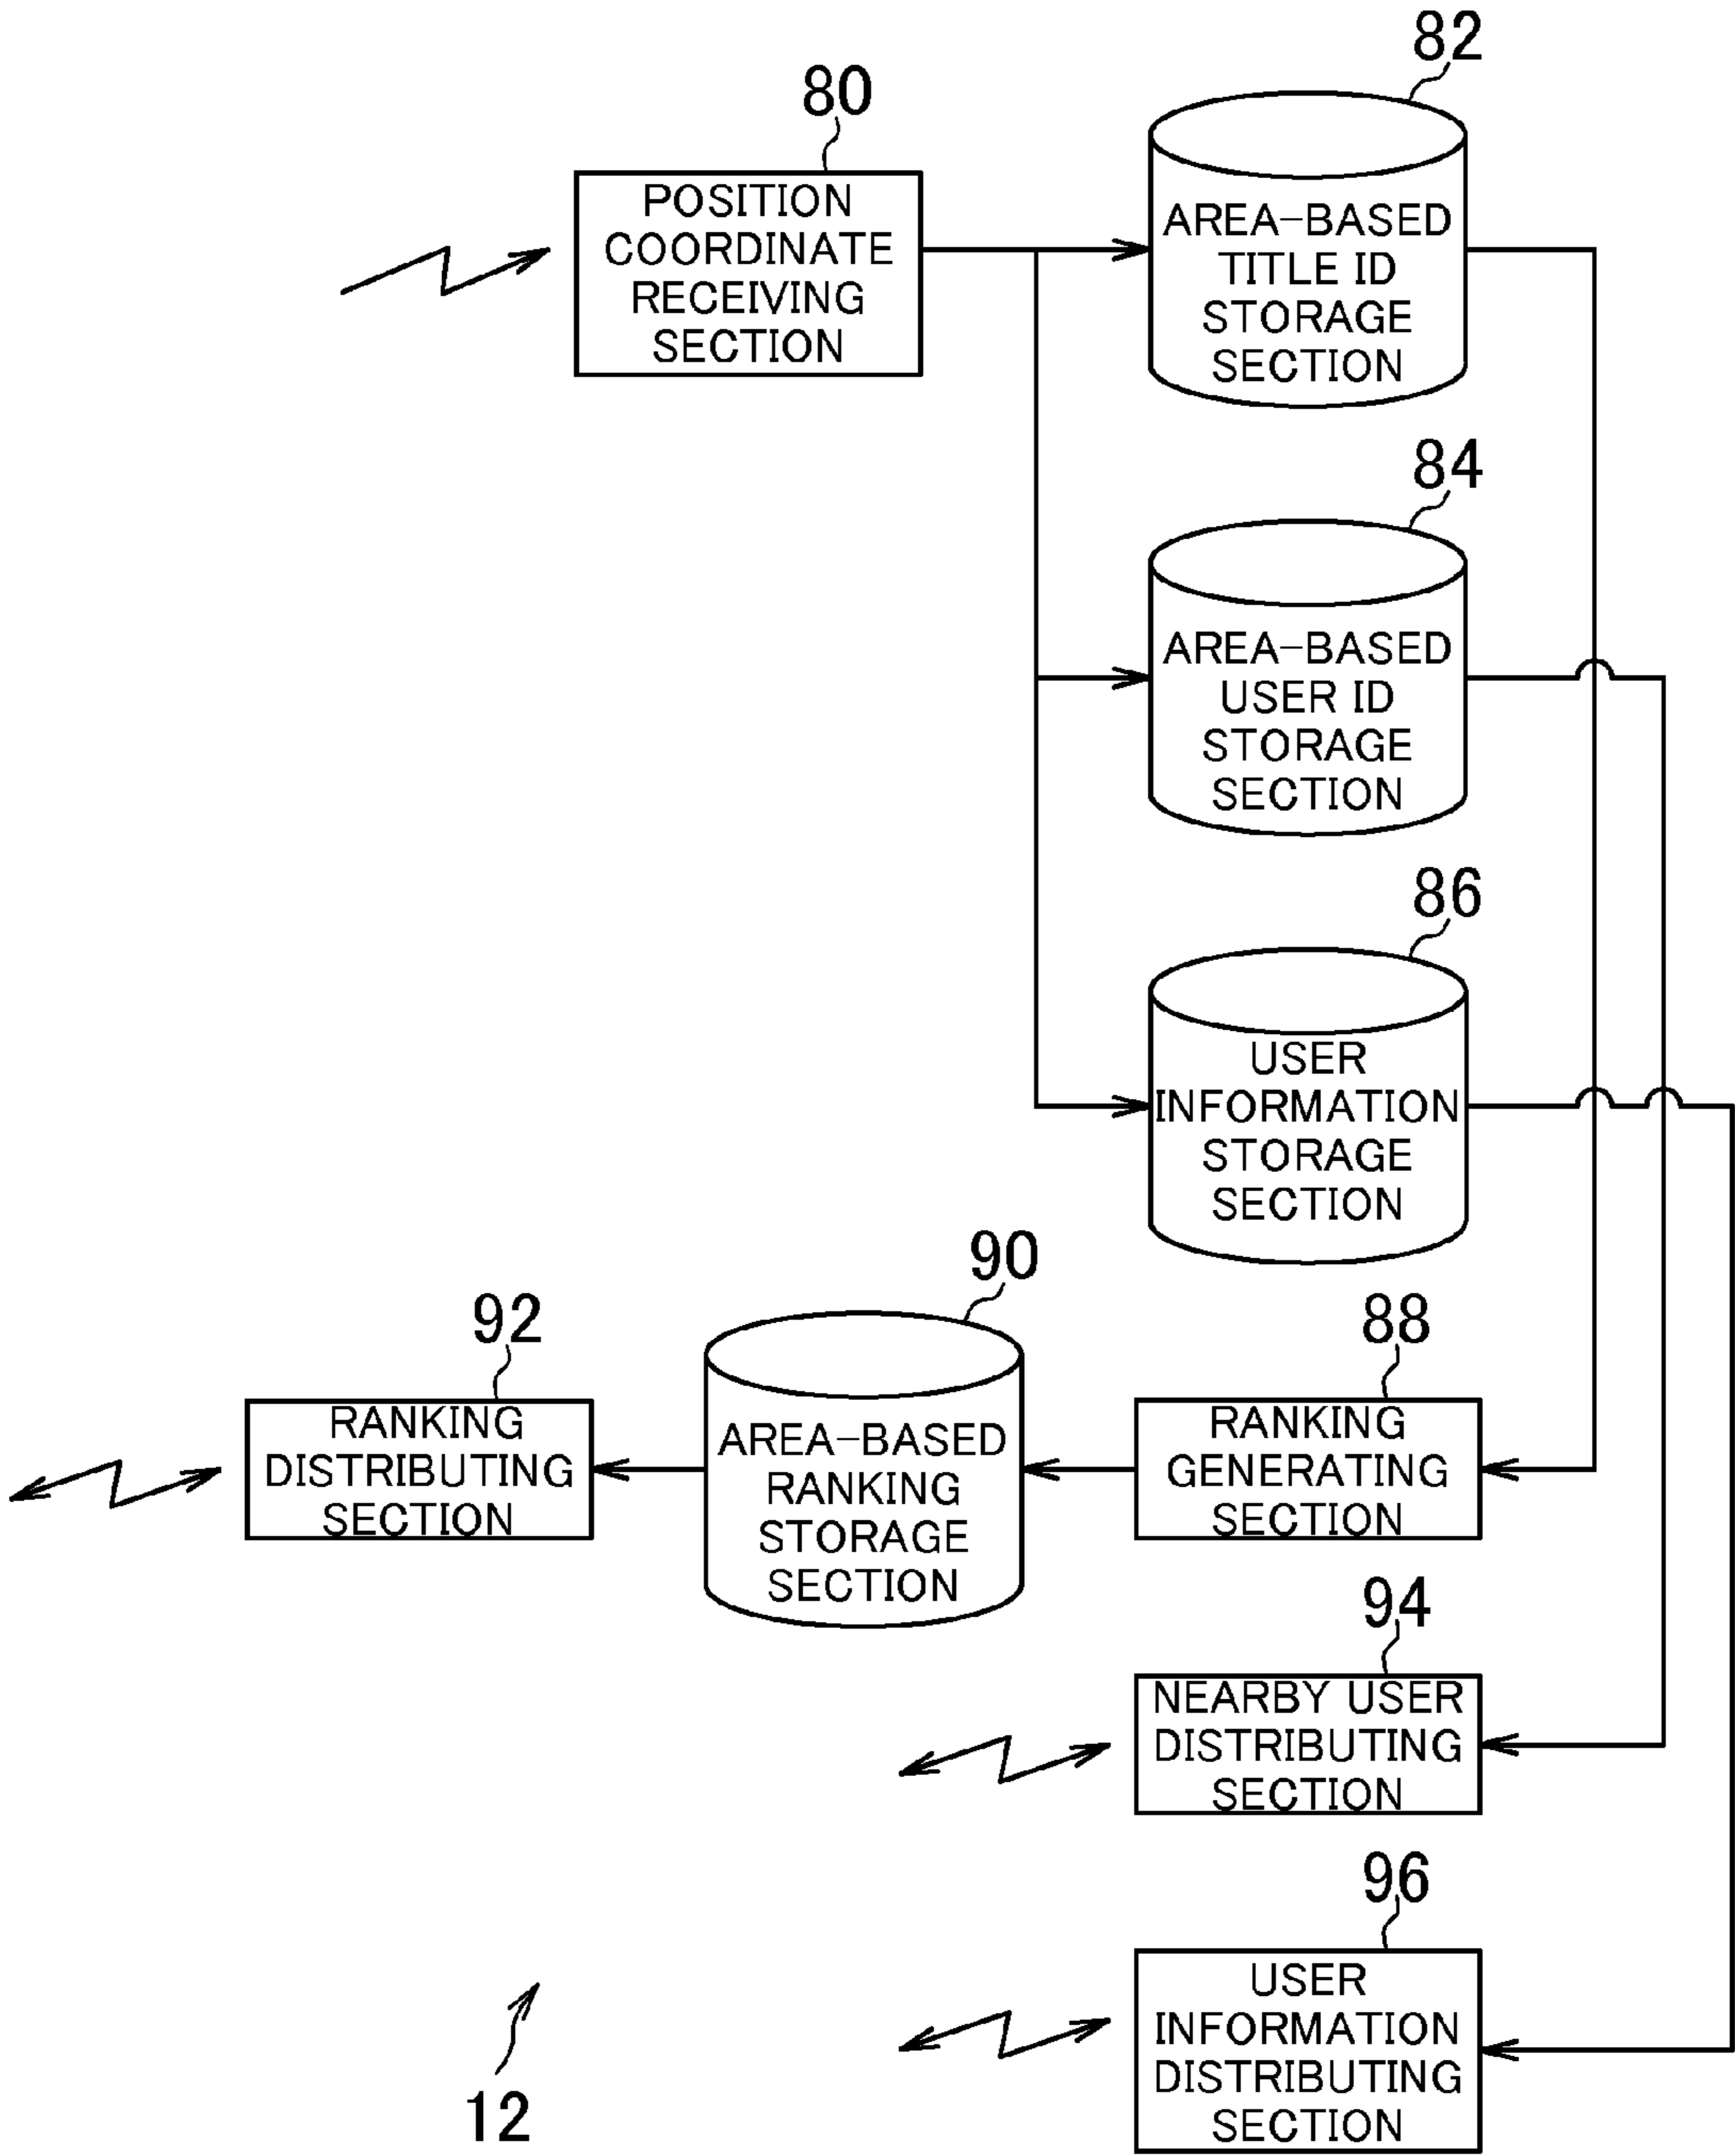 82
80
POSITION
COORDINATE
RECEIVING
SECTION
AREA-BASED
TITLE ID
STORAGE
SECTION
84
AREA-BASED
USER ID
STORAGE
SECTION
86
USER
INFORMATION
STORAGE
SECTION
90
92
88
RANKING
DISTRIBUTING
SECTION
AREA-BASED
RANKING
STORAGE
SECTION
RANKING
GENERATING
SECTION
94
NEARBY USER
DISTRIBUTING
SECTION
96
USER
INFORMATION
DISTRIBUTING
SECTION
12